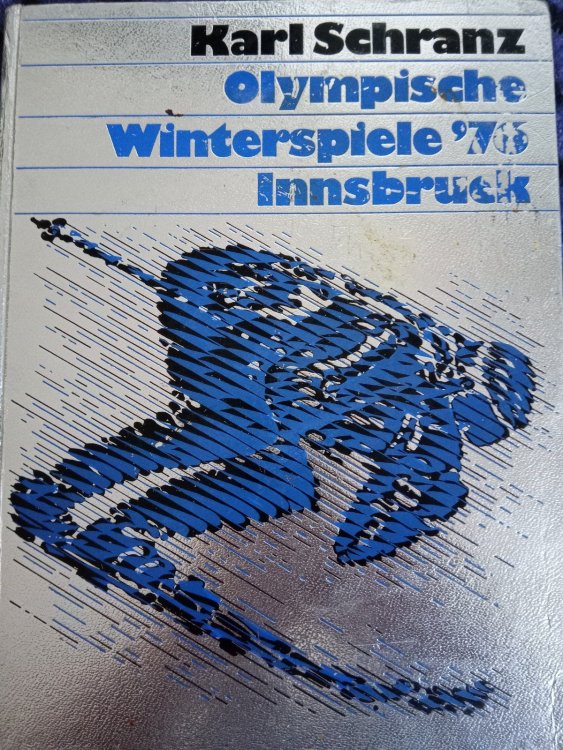 Karl Schranz
Olympische
Winterspiele '76
Innsbruck